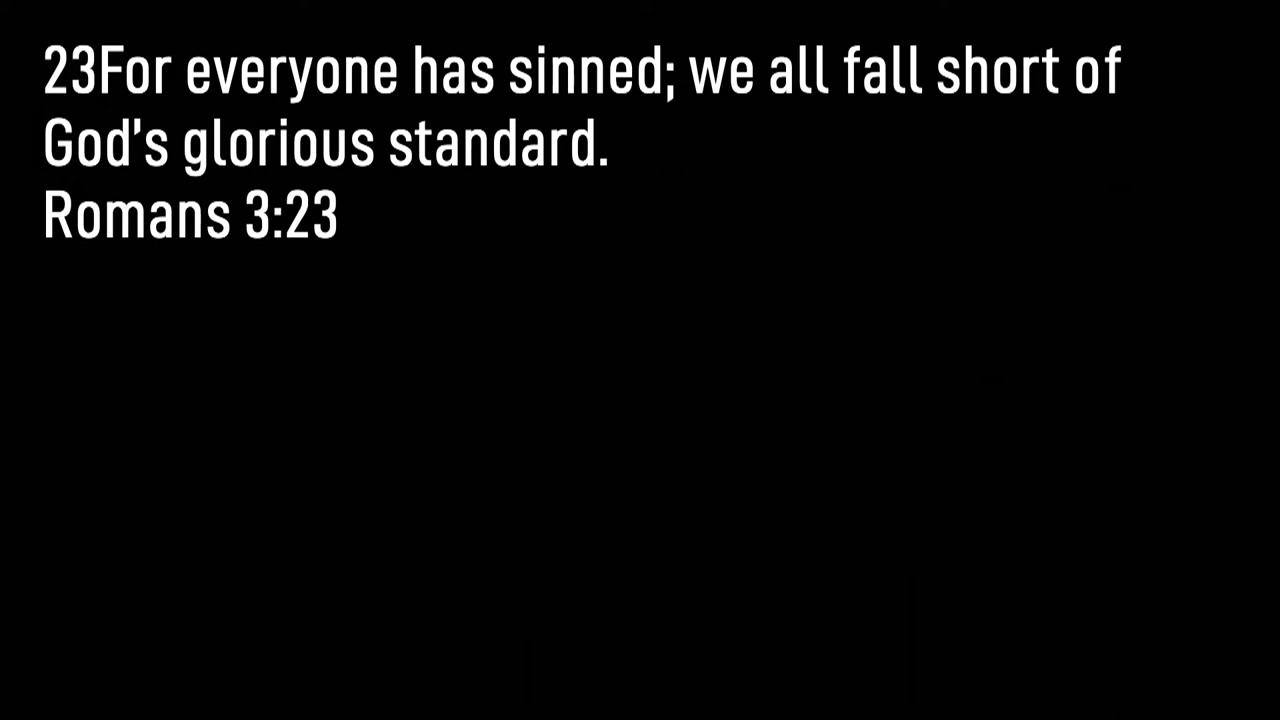 23For everyone has sinned; we all fall short of
God's glorious standard.
Romans 3:23